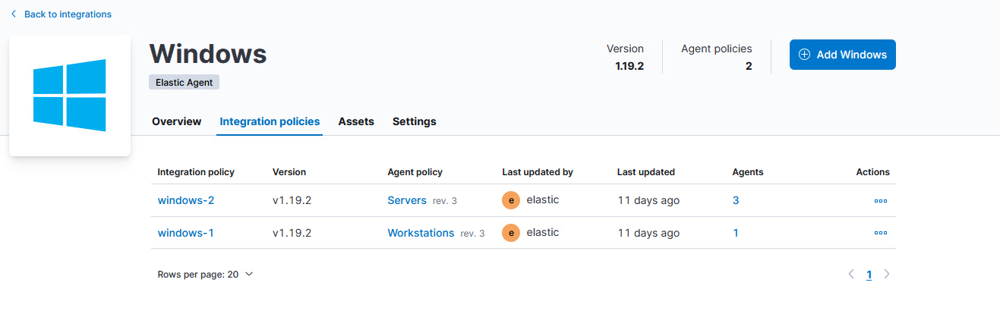 Back to integrations
Windows
Elastic Agent
Version
1.19.2
Agent policies
2
Add Windows
Overview Integration policies Assets Settings
Integration policy Version Agent policy Last updated by Last updated Agents Actions
windows-2 v1.19.2 Servers rev. 3 e elastic 11 days ago 3
windows-1 v1.19.2 Workstations rev. 3 e elastic 11 days ago 1
Rows per page: 20 1